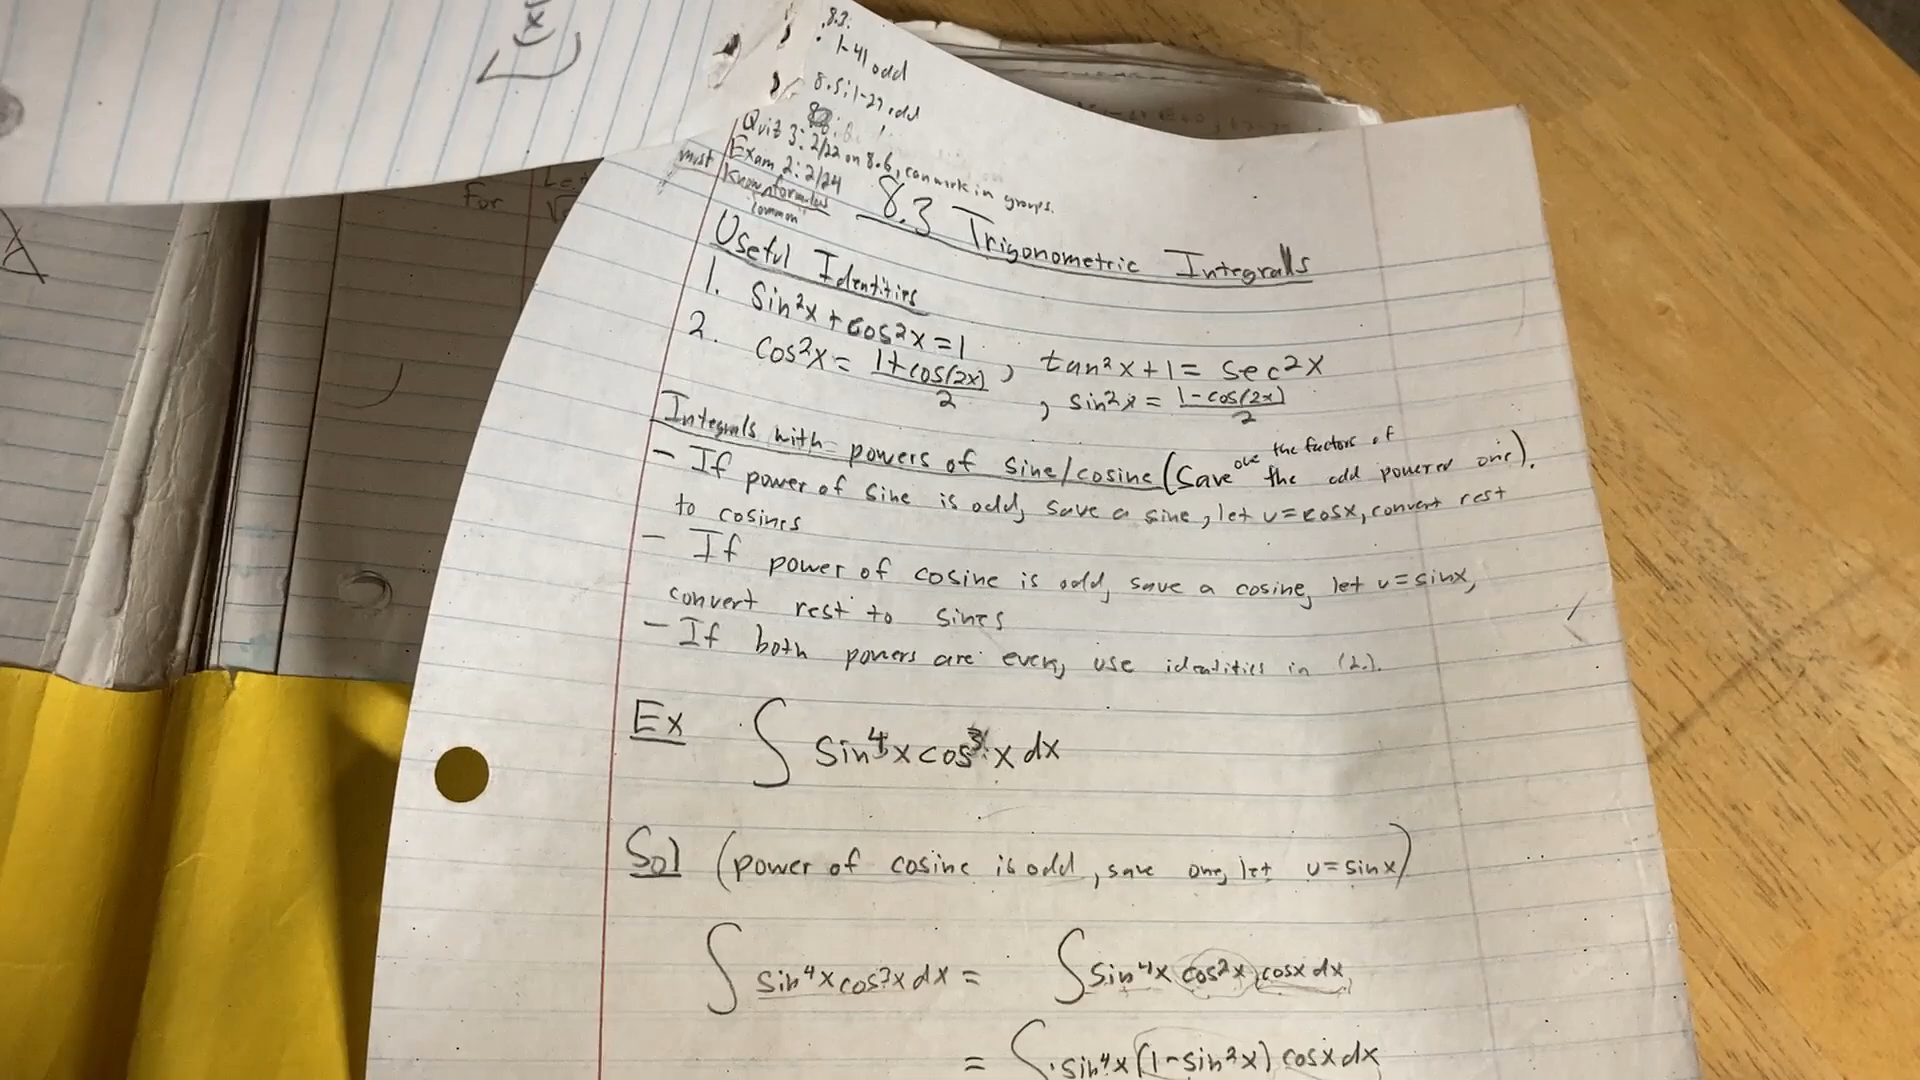 8.3:
1-41 odd
8.5: 1-27 odd
Quiz 3: 2/22 on 8.6, can work in groups.
Exam 2: 2/24
must know formulas
common
8.3 Trigonometric Integrals
Useful Identities
1. sin²x + cos²x = 1, tan²x + 1 = sec²x
2. cos²x = (1+cos(2x))/2, sin²x = (1-cos(2x))/2
Integrals with powers of sine/cosine (Save one the factors of the odd powered one).
- If power of sine is odd, save a sine, let u=cosx, convert rest
to cosines
- If power of cosine is odd, save a cosine, let u=sinx,
convert rest to sines
- If both powers are even, use identities in (2.).
Ex ∫ sin⁴x cos³x dx
Sol (power of cosine is odd, save one, let u=sinx)
∫ sin⁴x cos³x dx = ∫ sin⁴x cos²x cosx dx
= ∫ sin⁴x (1-sin²x) cosx dx